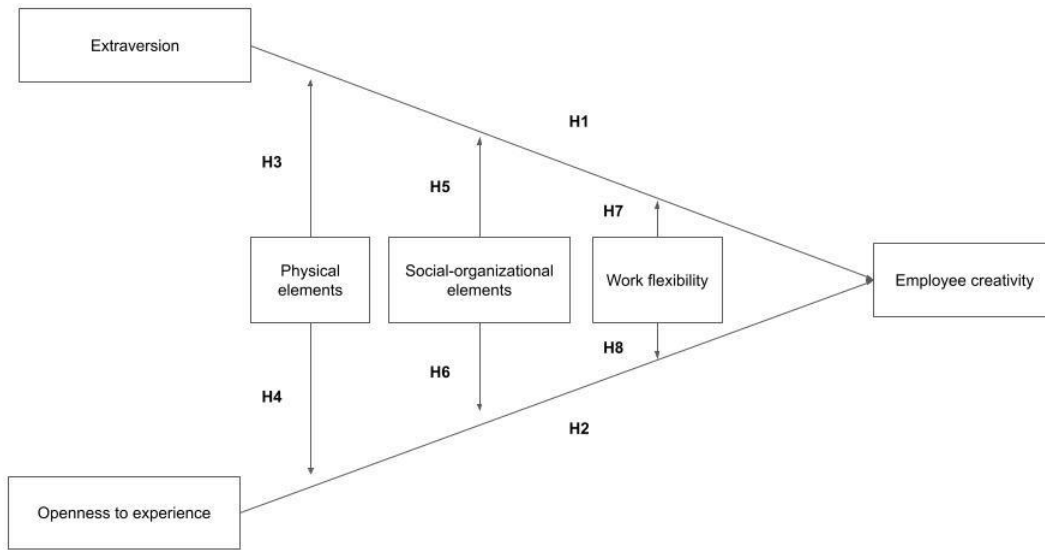 Extraversion
H1
H3
H5
H7
Physical
elements
Social-organizational
elements
Work flexibility
Employee creativity
H8
H6
H4
H2
Openness to experience